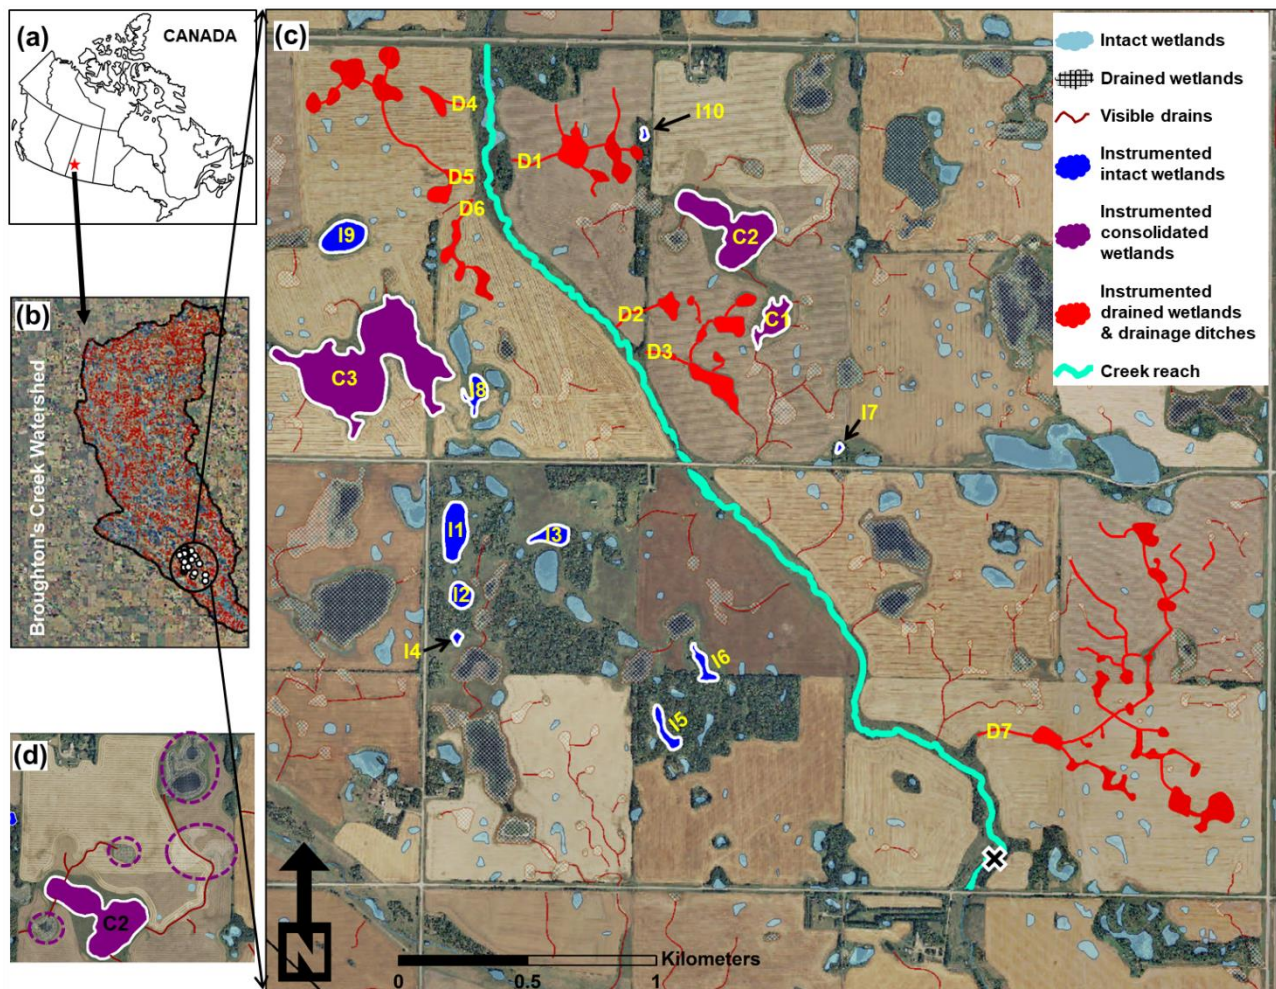 (a)
CANADA
(b)
Broughton's Creek Watershed
(c)
Intact wetlands
Drained wetlands
Visible drains
Instrumented
intact wetlands
Instrumented
consolidated
wetlands
Instrumented
drained wetlands
& drainage ditches
Creek reach
D4
I10
D1
D5
D6
I9
C2
D2
C1
D3
C3
I8
I7
I1
I3
I2
I4
I6
I5
D7
N
Kilometers
0
0.5
1
(d)
C2